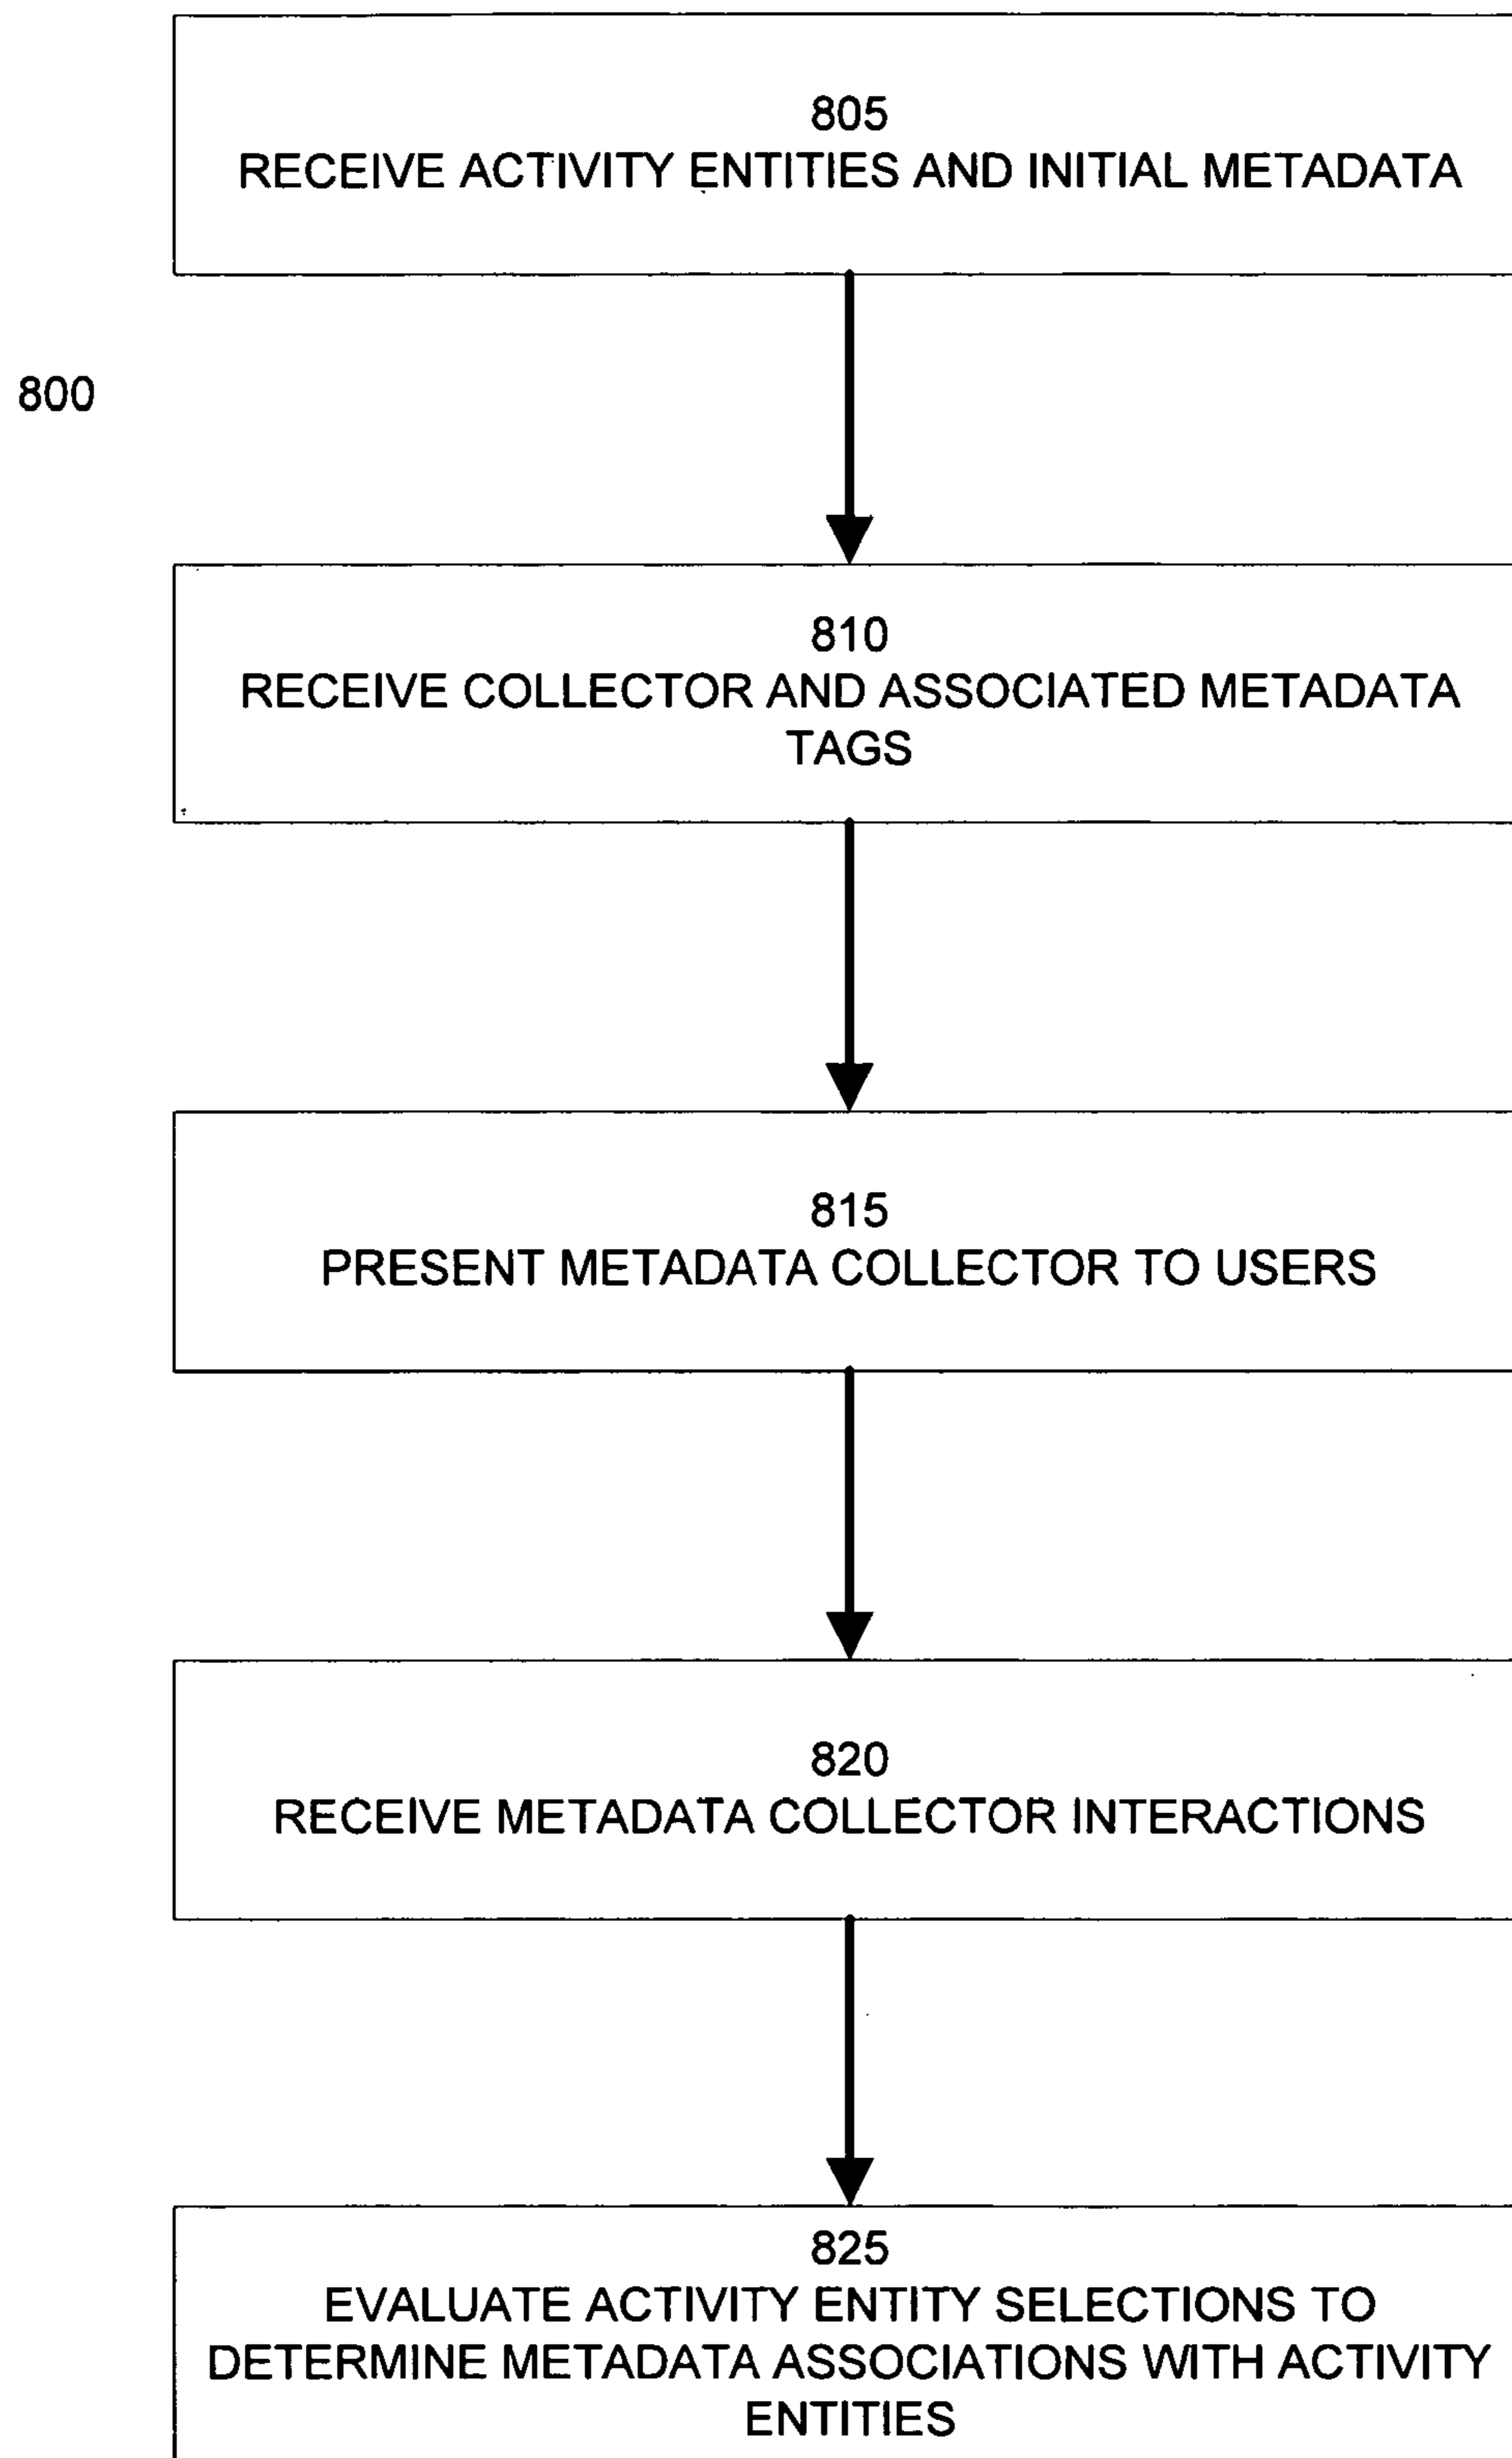 805
RECEIVE ACTIVITY ENTITIES AND INITIAL METADATA
800
810
RECEIVE COLLECTOR AND ASSOCIATED METADATA
TAGS
815
PRESENT METADATA COLLECTOR TO USERS
820
RECEIVE METADATA COLLECTOR INTERACTIONS
825
EVALUATE ACTIVITY ENTITY SELECTIONS TO
DETERMINE METADATA ASSOCIATIONS WITH ACTIVITY
ENTITIES